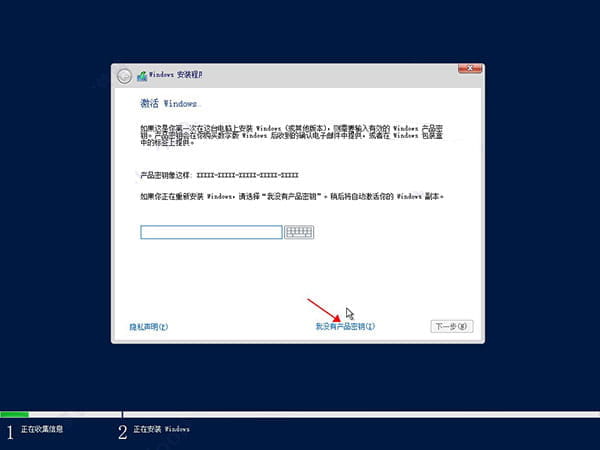 Windows 安装程序
激活 Windows
如果这是你第一次在这台电脑上安装 Windows (或其他版本)，则需要输入有效的 Windows 产品密
钥。产品密钥会在你购买数字版 Windows 后收到的确认电子邮件中提供，或者在 Windows 包装盒
中的标签上提供。
产品密钥像这样: XXXXX-XXXXX-XXXXX-XXXXX-XXXXX
如果你正在重新安装 Windows，请选择“我没有产品密钥”。稍后将自动激活你的 Windows 副本。
隐私声明(P)
我没有产品密钥(I)
下一步(N)
1 正在收集信息
2 正在安装 Windows